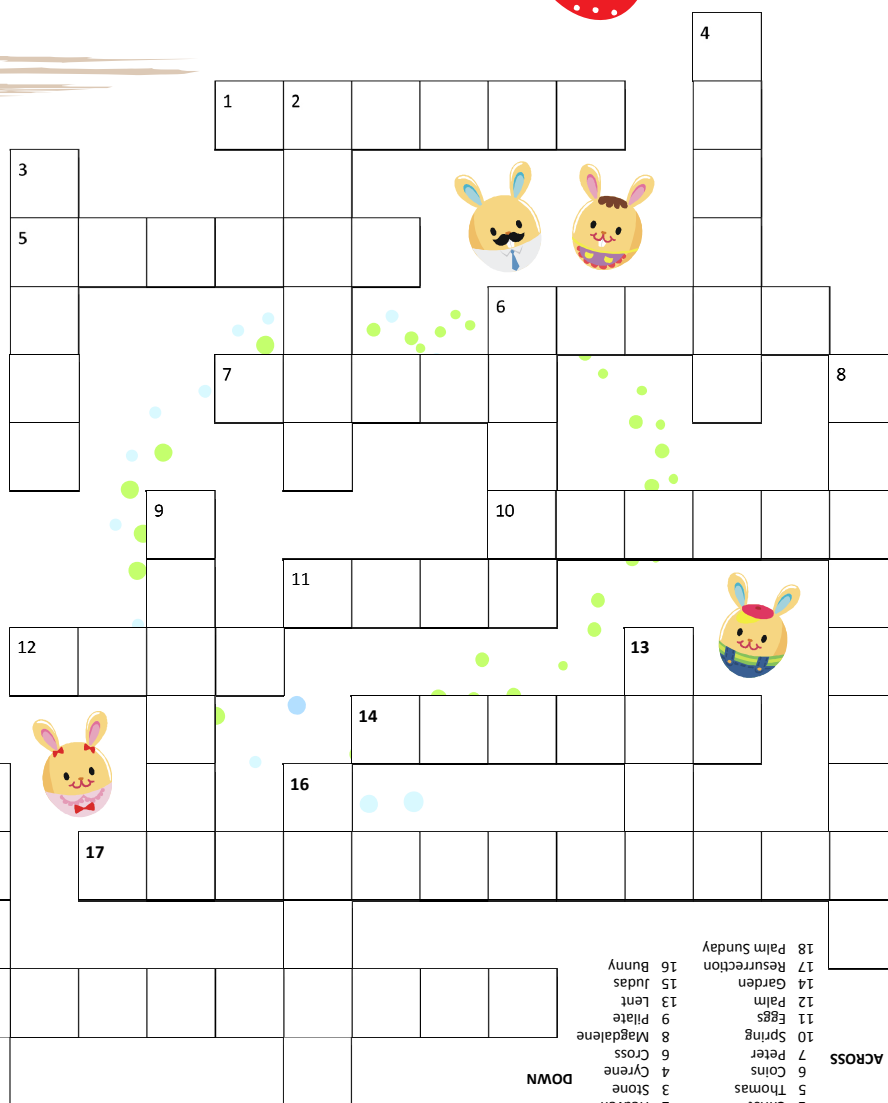 4
1 2
3
5
6
7 8
9 10
11
12 13
14
16
17
ACROSS
5 Thomas
6 Coins
7 Peter
10 Spring
11 Eggs
12 Palm
14 Garden
17 Resurrection
18 Palm Sunday
DOWN
3 Stone
4 Cyrene
6 Cross
8 Magdalene
9 Pilate
13 Lent
15 Judas
16 Bunny